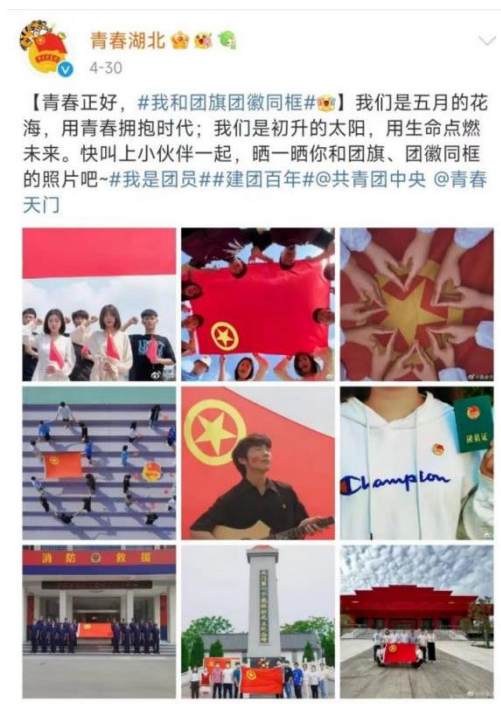 青春湖北
4-30
【青春正好，#我和团旗团徽同框#】我们是五月的花
海，用青春拥抱时代；我们是初升的太阳，用生命点燃
未来。快叫上小伙伴一起，晒一晒你和团旗、团徽同框
的照片吧~#我是团员##建团百年#@共青团中央 @青春
天门
Champion
团员证
消防救援